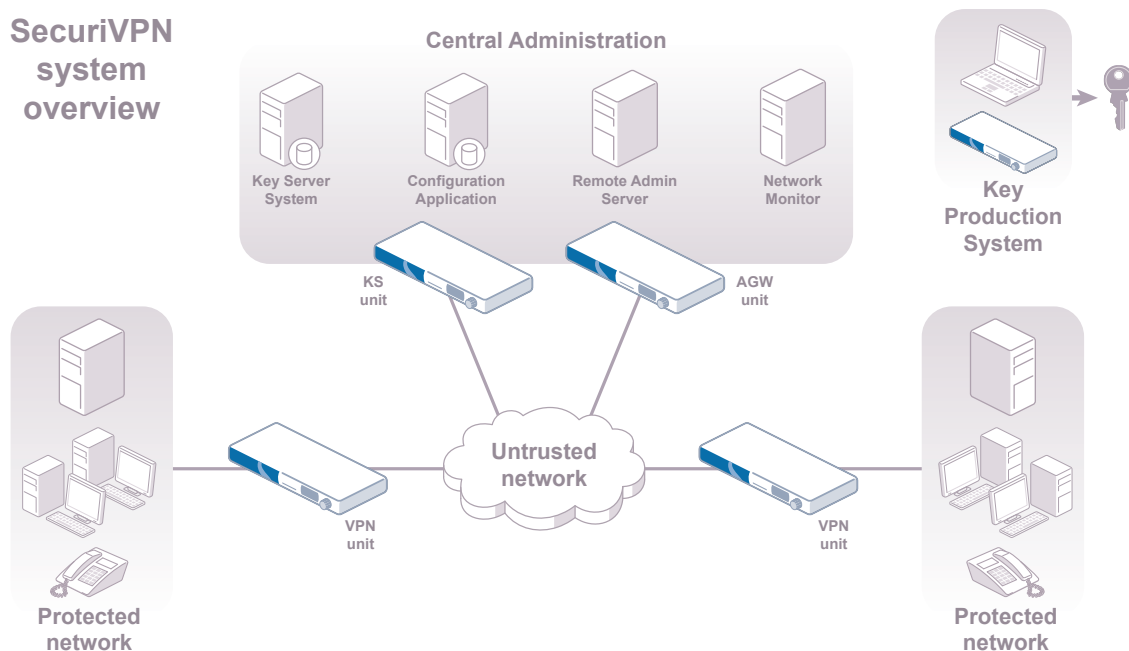 SecuriVPN
system
overview
Central Administration
Key Server
System
Configuration
Application
Remote Admin
Server
Network
Monitor
Key
Production
System
KS
unit
AGW
unit
Untrusted
network
VPN
unit
VPN
unit
Protected
network
Protected
network